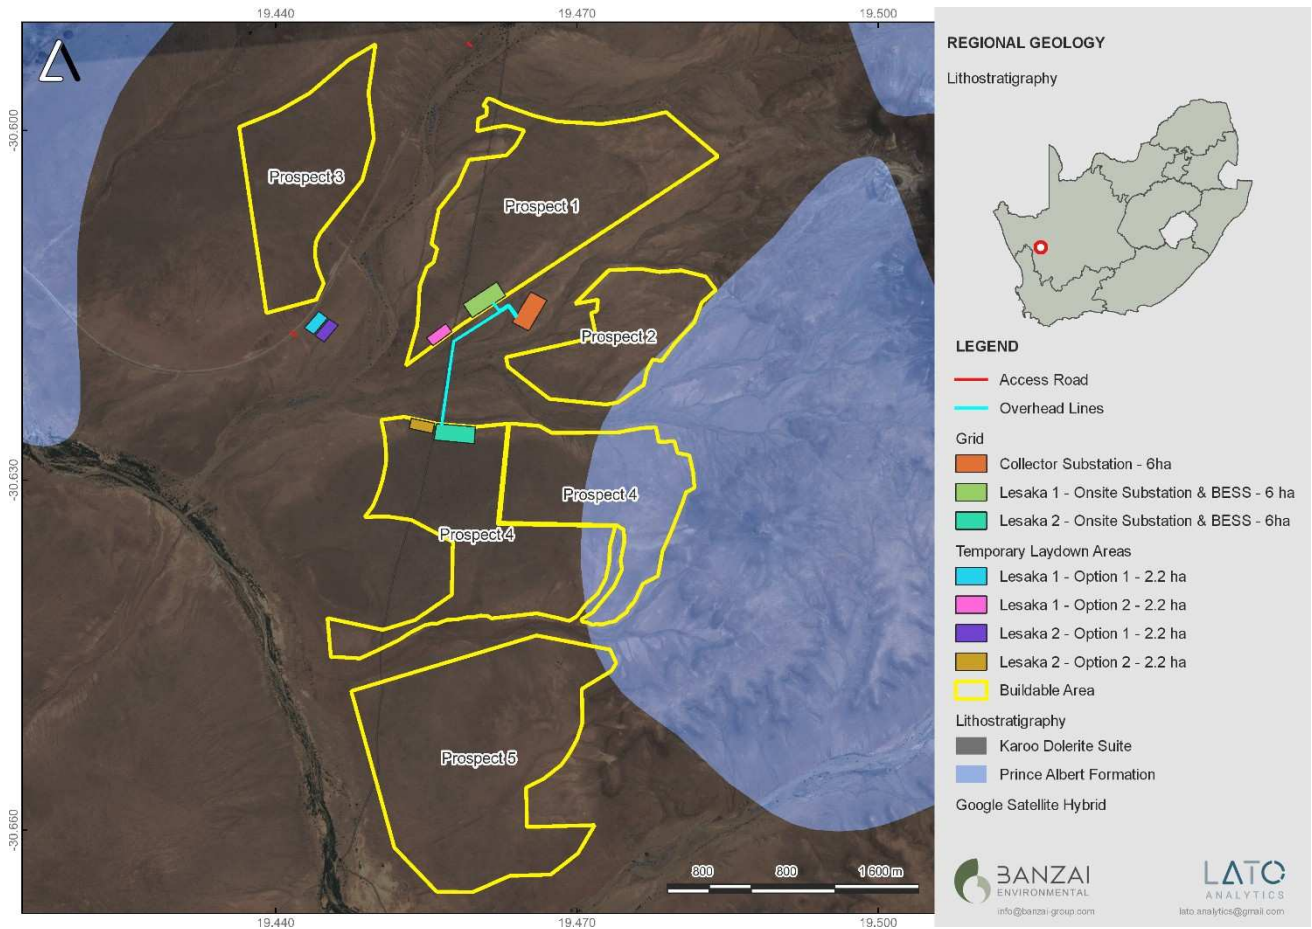 19.440
19.470
19.500
-30.600
-30.630
-30.660
Prospect 3
Prospect 1
Prospect 2
Prospect 4
Prospect 4
Prospect 5
800
800
1 600 m
19.440
19.470
19.500
REGIONAL GEOLOGY
Lithostratigraphy
LEGEND
Access Road
Overhead Lines
Grid
Collector Substation - 6ha
Lesaka 1 - Onsite Substation & BESS - 6 ha
Lesaka 2 - Onsite Substation & BESS - 6ha
Temporary Laydown Areas
Lesaka 1 - Option 1 - 2.2 ha
Lesaka 1 - Option 2 - 2.2 ha
Lesaka 2 - Option 1 - 2.2 ha
Lesaka 2 - Option 2 - 2.2 ha
Buildable Area
Lithostratigraphy
Karoo Dolerite Suite
Prince Albert Formation
Google Satellite Hybrid
BANZAI
ENVIRONMENTAL
info@banzai-group.com
LATO
ANALYTICS
lato.analytics@gmail.com